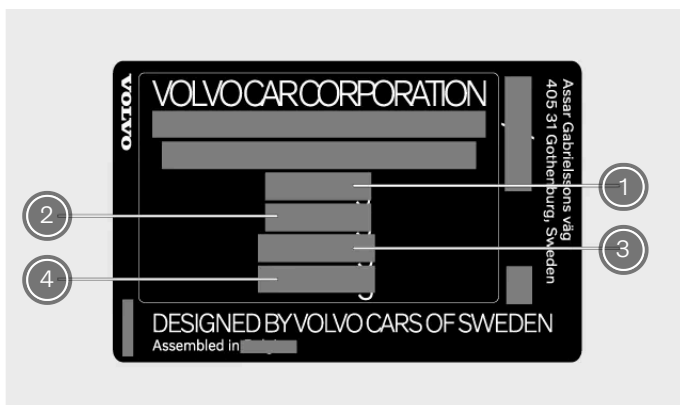 VOLVO
VOLVO CAR CORPORATION
Assar Gabrielssons väg
405 31 Gothenburg, Sweden
1
2
3
4
DESIGNED BY VOLVO CARS OF SWEDEN
Assembled in